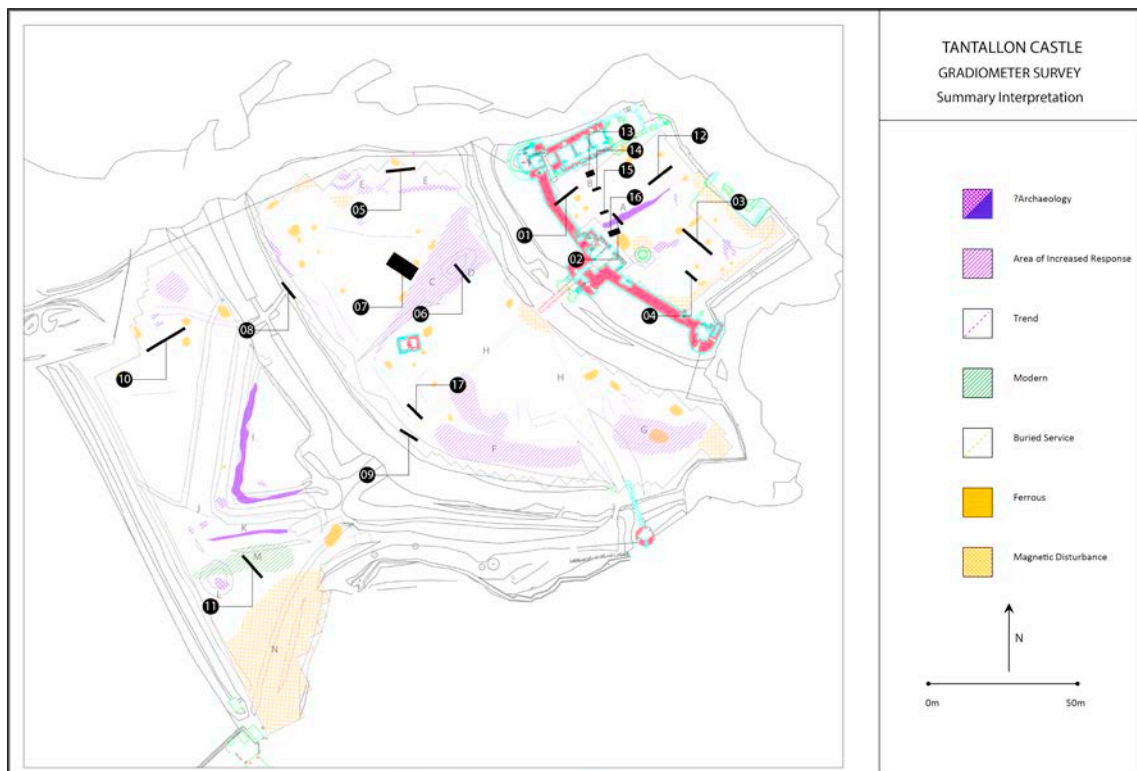 TANTALLON CASTLE
GRADIOMETER SURVEY
Summary Interpretation
?Archaeology
Area of Increased Response
Trend
Modern
Buried Service
Ferrous
Magnetic Disturbance
N
0m 50m
13
12
14
B
15
E E
05
16
A
03
01
02
C D
07
06
08
04
H
10
H
17
G
I
F
09
J
K
M
L
11
N